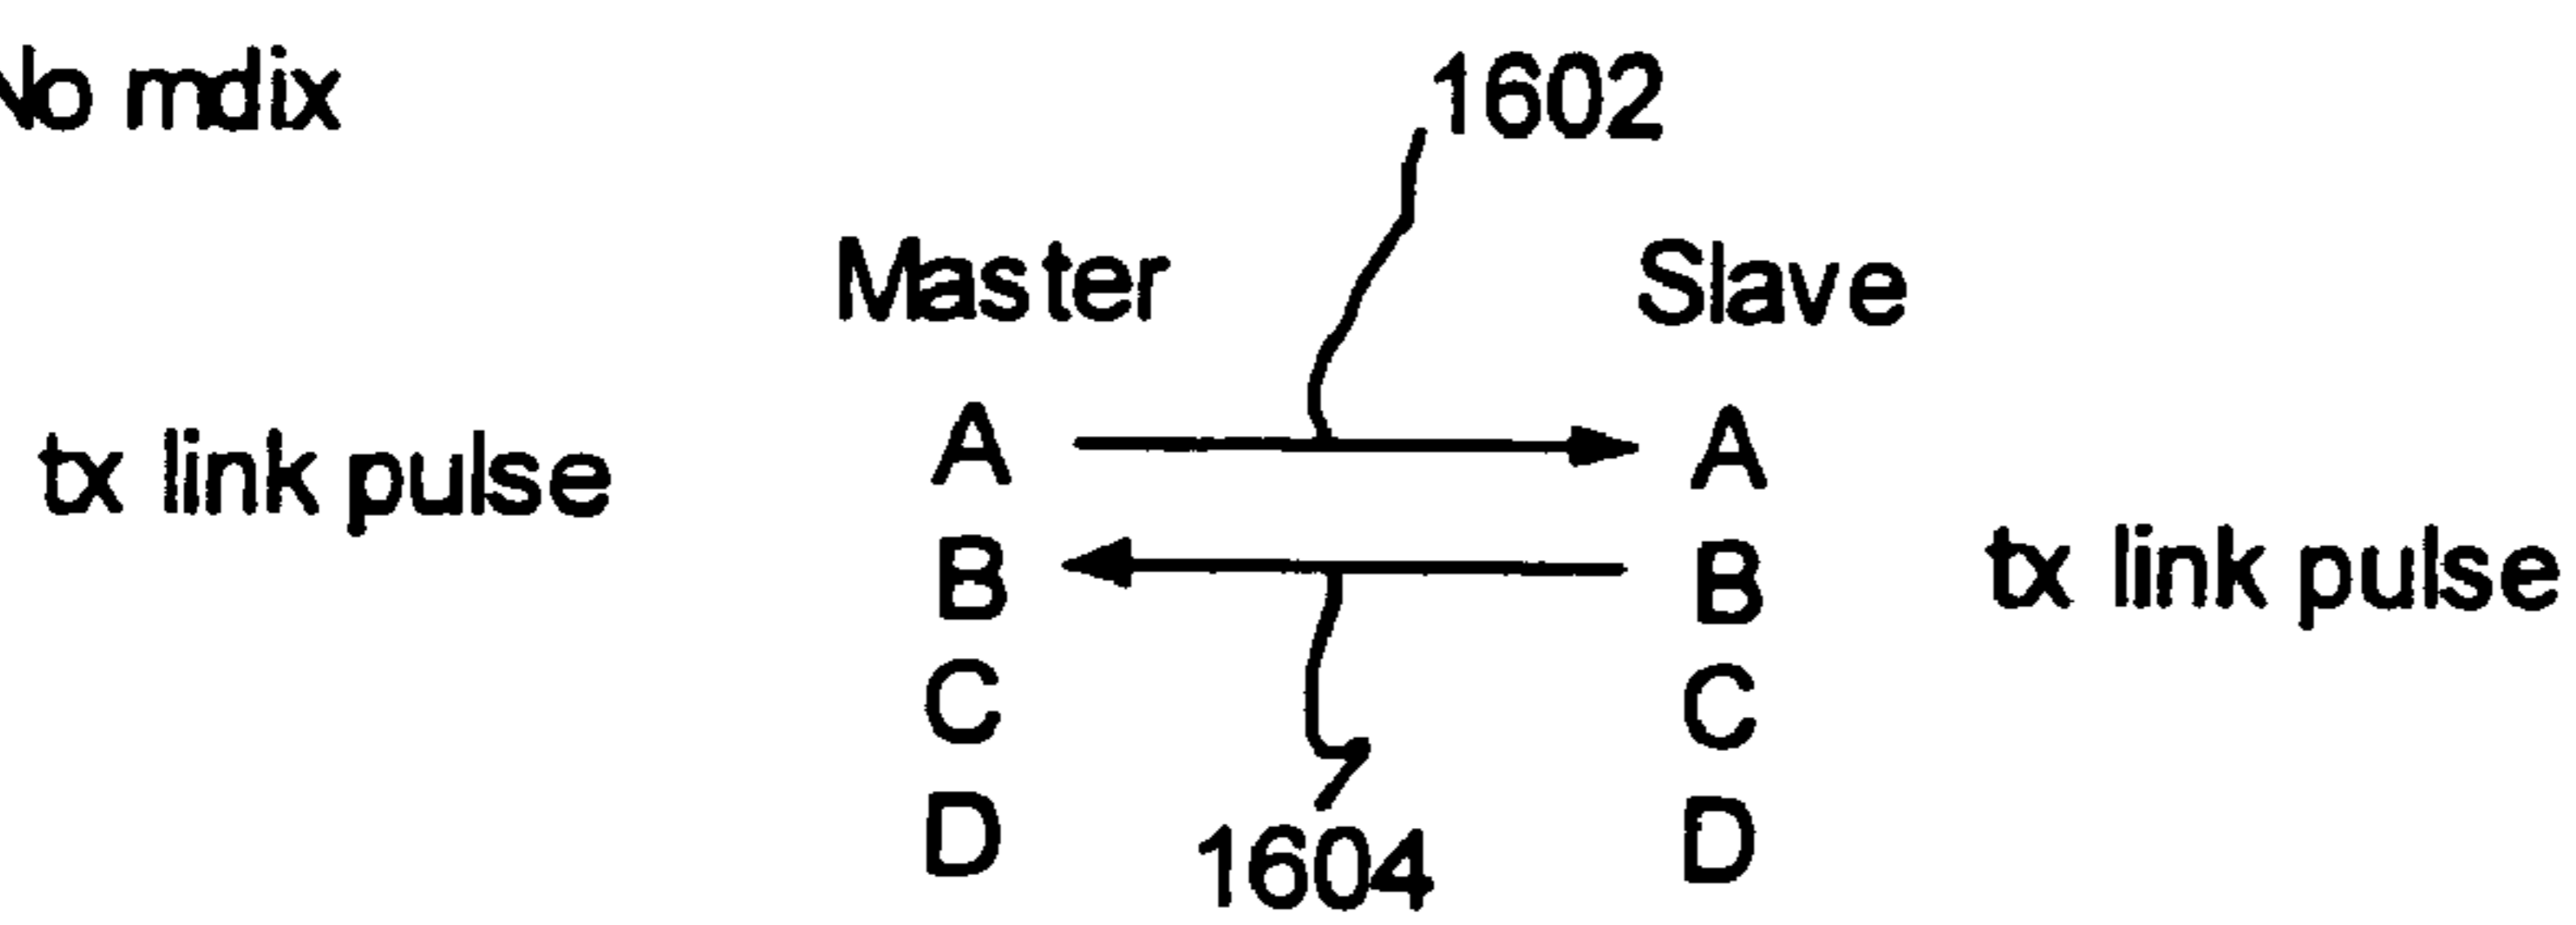 No mdix
1602
Master Slave
A A
tx link pulse
B B
tx link pulse
C C
D D
1604